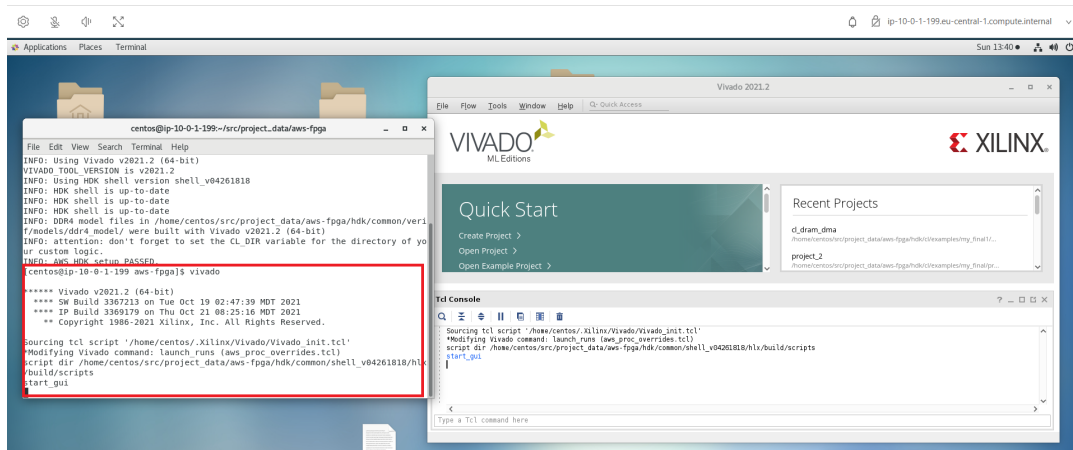 ip-10-0-1-199.eu-central-1.compute.internal
Applications Places Terminal
Sun 13:40
centos@ip-10-0-1-199:~/src/project_data/aws-fpga
File Edit View Search Terminal Help
INFO: Using Vivado v2021.2 (64-bit)
VIVADO_TOOL_VERSION is v2021.2
INFO: Using HDK shell version shell_v04261818
INFO: HDK shell is up-to-date
INFO: HDK shell is up-to-date
INFO: HDK shell is up-to-date
INFO: DDR4 model files in /home/centos/src/project_data/aws-fpga/hdk/common/veri
f/models/ddr4_model/ were built with Vivado v2021.2 (64-bit)
INFO: attention: don't forget to set the CL_DIR variable for the directory of yo
ur custom logic.
INFO: AWS HDK setup PASSED.
[centos@ip-10-0-1-199 aws-fpga]$ vivado
****** Vivado v2021.2 (64-bit)
**** SW Build 3367213 on Tue Oct 19 02:47:39 MDT 2021
**** IP Build 3369179 on Thu Oct 21 08:25:16 MDT 2021
** Copyright 1986-2021 Xilinx, Inc. All Rights Reserved.
Sourcing tcl script '/home/centos/.Xilinx/Vivado/Vivado_init.tcl'
*Modifying Vivado command: launch_runs (aws_proc_overrides.tcl)
script dir /home/centos/src/project_data/aws-fpga/hdk/common/shell_v04261818/hlx
/build/scripts
start_gui
Vivado 2021.2
File Flow Tools Window Help Q- Quick Access
VIVADO.
ML Editions
XILINX.
Quick Start
Create Project >
Open Project >
Open Example Project >
Recent Projects
cl_dram_dma
/home/centos/src/project_data/aws-fpga/hdk/cl/examples/my_final1/...
project_2
/home/centos/src/project_data/aws-fpga/hdk/cl/examples/my_final/pr...
Tcl Console
Sourcing tcl script '/home/centos/.Xilinx/Vivado/Vivado_init.tcl'
*Modifying Vivado command: launch_runs (aws_proc_overrides.tcl)
script dir /home/centos/src/project_data/aws-fpga/hdk/common/shell_v04261818/hlx/build/scripts
start_gui
Type a Tcl command here